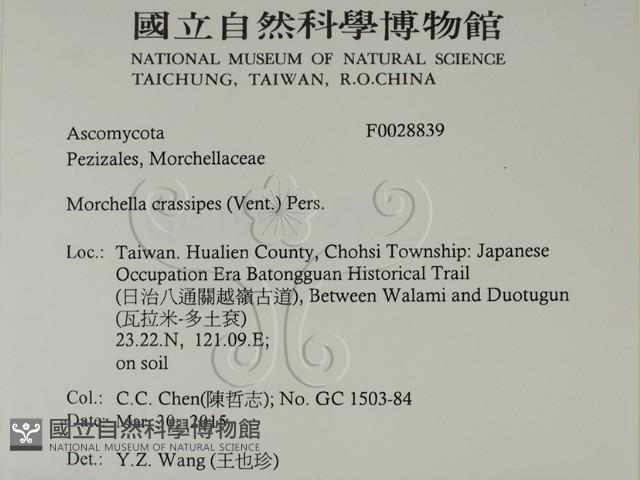 國立自然科學博物館
NATIONAL MUSEUM OF NATURAL SCIENCE
TAICHUNG, TAIWAN, R.O.CHINA
Ascomycota F0028839
Pezizales, Morchellaceae
Morchella crassipes (Vent.) Pers.
Loc.: Taiwan. Hualien County, Chohsi Township: Japanese
Occupation Era Batongguan Historical Trail
(日治八通關越嶺古道), Between Walami and Duotugun
(瓦拉米-多土袞)
23.22.N, 121.09.E;
on soil
Col.: C.C. Chen(陳哲志); No. GC 1503-84
Date: Mar. 30, 2015
國立自然科學博物館
NATIONAL MUSEUM OF NATURAL SCIENCE
Det.: Y.Z. Wang (王也珍)